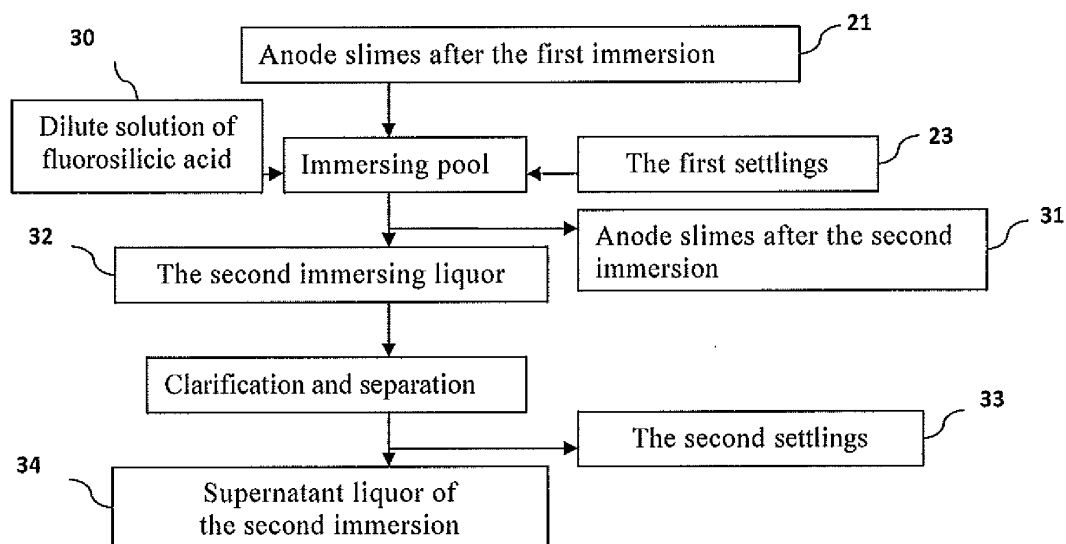 30
21
Anode slimes after the first immersion
Dilute solution of
fluorosilicic acid
Immersing pool
23
The first settlings
32
31
Anode slimes after the second
immersion
The second immersing liquor
Clarification and separation
33
The second settlings
34
Supernatant liquor of
the second immersion